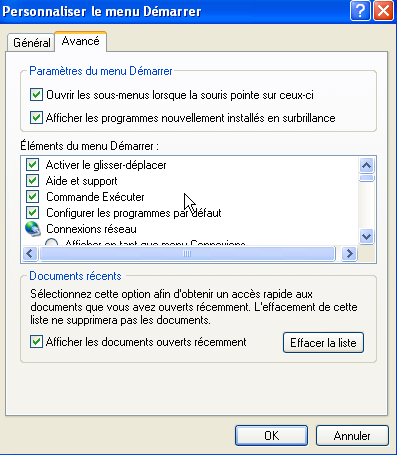 Personnaliser le menu Démarrer
Général
Avancé
Paramètres du menu Démarrer
Ouvrir les sous-menus lorsque la souris pointe sur ceux-ci
Afficher les programmes nouvellement installés en surbrillance
Éléments du menu Démarrer :
Activer le glisser-déplacer
Aide et support
Commande Exécuter
Configurer les programmes par défaut
Connexions réseau
Afficher en tant que menu Connexions
Documents récents
Sélectionnez cette option afin d'obtenir un accès rapide aux
documents que vous avez ouverts récemment. L'effacement de cette
liste ne supprimera pas les documents.
Afficher les documents ouverts récemment
Effacer la liste
OK
Annuler